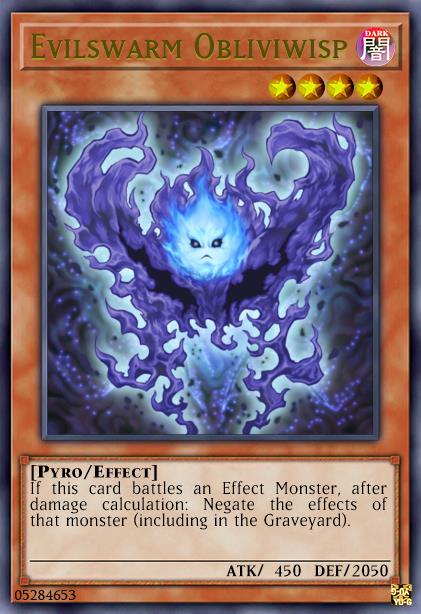 Evilswarm Obliviwisp
DARK
闇
[Pyro/Effect]
If this card battles an Effect Monster, after
damage calculation: Negate the effects of
that monster (including in the Graveyard).
ATK/ 450 DEF/2050
05284653